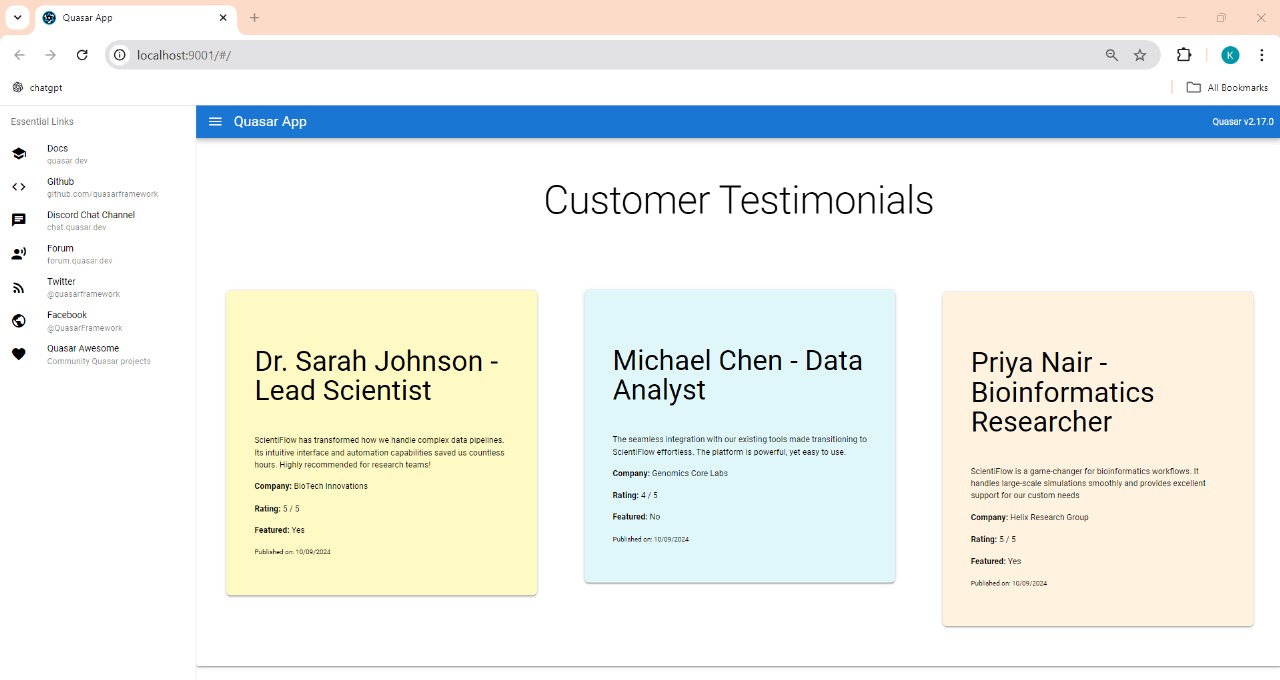 Quasar App
localhost:9001/#/
K
chatgpt
All Bookmarks
Essential Links
Docs
quasar.dev
Github
github.com/quasarframework
Discord Chat Channel
chat.quasar.dev
Forum
forum.quasar.dev
Twitter
@quasarframework
Facebook
@QuasarFramework
Quasar Awesome
Community Quasar projects
Quasar App
Quasar v2.17.0
Customer Testimonials
Dr. Sarah Johnson -
Lead Scientist
ScientiFlow has transformed how we handle complex data pipelines.
Its intuitive interface and automation capabilities saved us countless
hours. Highly recommended for research teams!
Company: BioTech Innovations
Rating: 5 / 5
Featured: Yes
Published on: 10/09/2024
Michael Chen - Data
Analyst
The seamless integration with our existing tools made transitioning to
ScientiFlow effortless. The platform is powerful, yet easy to use.
Company: Genomics Core Labs
Rating: 4 / 5
Featured: No
Published on: 10/09/2024
Priya Nair -
Bioinformatics
Researcher
ScientiFlow is a game-changer for bioinformatics workflows. It
handles large-scale simulations smoothly and provides excellent
support for our custom needs
Company: Helix Research Group
Rating: 5 / 5
Featured: Yes
Published on: 10/09/2024